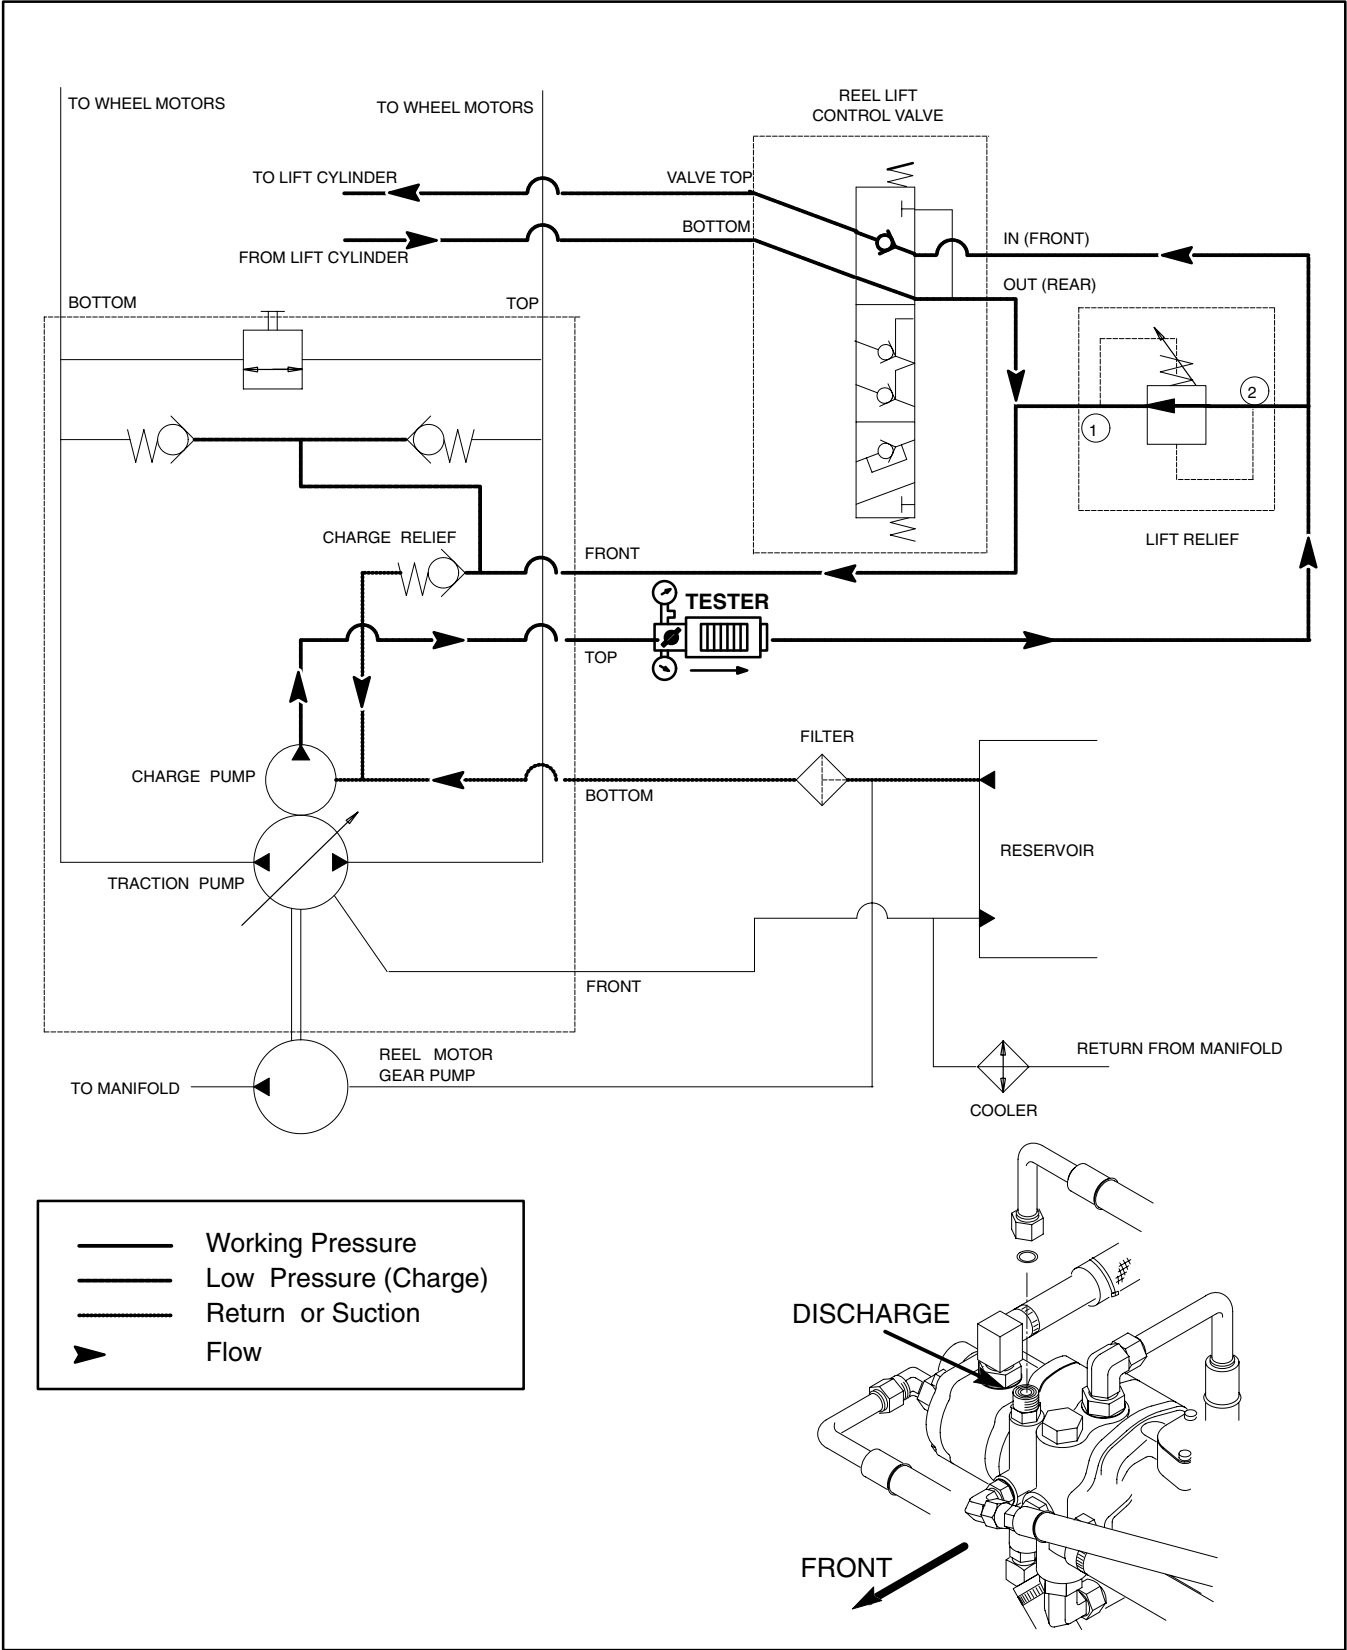 TO WHEEL MOTORS
TO WHEEL MOTORS
REEL LIFT
CONTROL VALVE
TO LIFT CYLINDER
VALVE TOP
BOTTOM
FROM LIFT CYLINDER
IN (FRONT)
OUT (REAR)
BOTTOM
TOP
1
2
LIFT RELIEF
CHARGE RELIEF
FRONT
TESTER
TOP
FILTER
CHARGE PUMP
BOTTOM
RESERVOIR
TRACTION PUMP
FRONT
REEL MOTOR
GEAR PUMP
TO MANIFOLD
RETURN FROM MANIFOLD
COOLER
Working Pressure
Low Pressure (Charge)
Return or Suction
Flow
DISCHARGE
FRONT